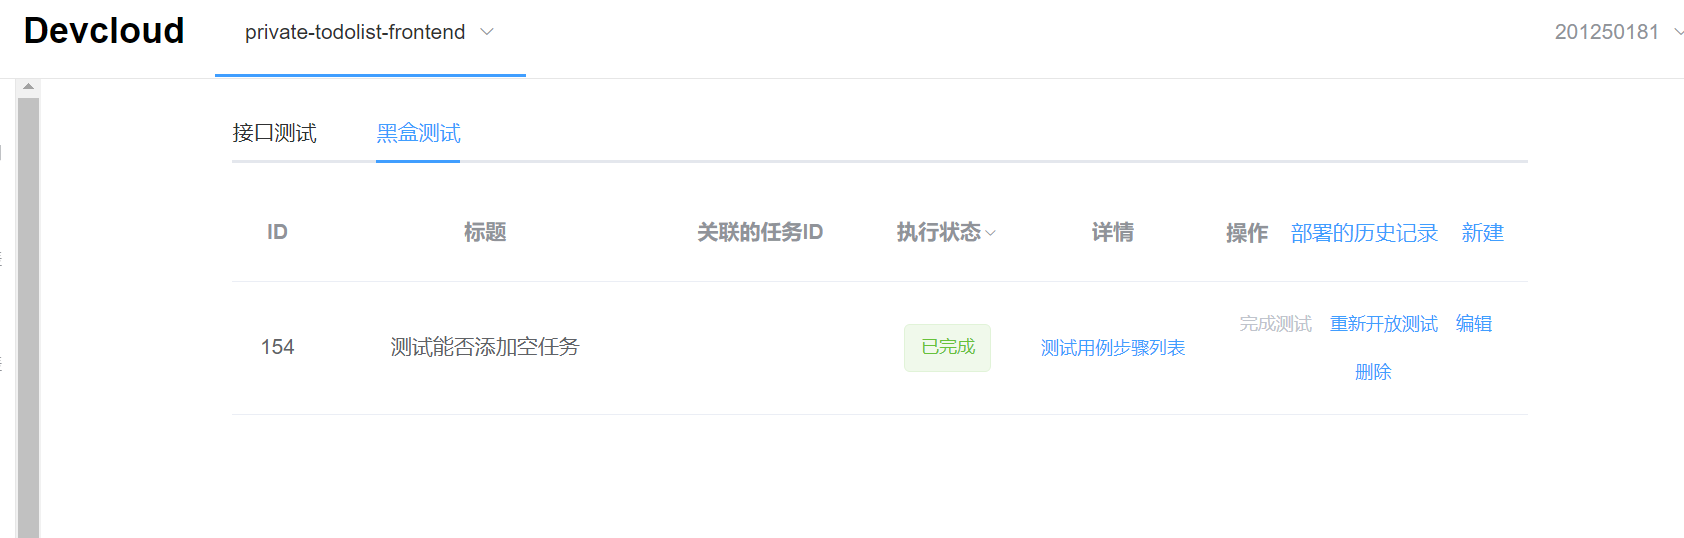 Devcloud private-todolist-frontend 201250181
接口测试 黑盒测试
ID 标题 关联的任务ID 执行状态 详情 操作 部署的历史记录 新建
154 测试能否添加空任务 已完成 测试用例步骤列表 完成测试 重新开放测试 编辑
删除